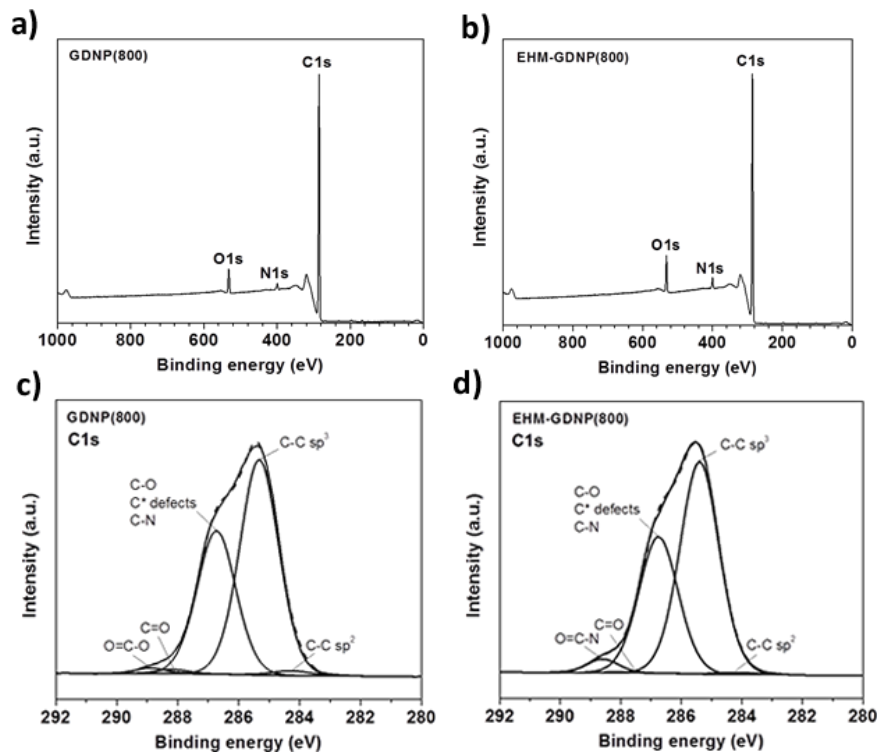 a)
GDNP(800)
C1s
O1s
N1s
Intensity (a.u.)
1000 800 600 400 200 0
Binding energy (eV)
b)
EHM-GDNP(800)
C1s
O1s
N1s
Intensity (a.u.)
1000 800 600 400 200 0
Binding energy (eV)
c)
GDNP(800)
C1s
C-C sp³
C-O
C* defects
C-N
C=O
O=C-O
C-C sp²
Intensity (a.u.)
292 290 288 286 284 282 280
Binding energy (eV)
d)
EHM-GDNP(800)
C1s
C-C sp³
C-O
C* defects
C-N
C=O
O=C-N
C-C sp²
Intensity (a.u.)
292 290 288 286 284 282 280
Binding energy (eV)